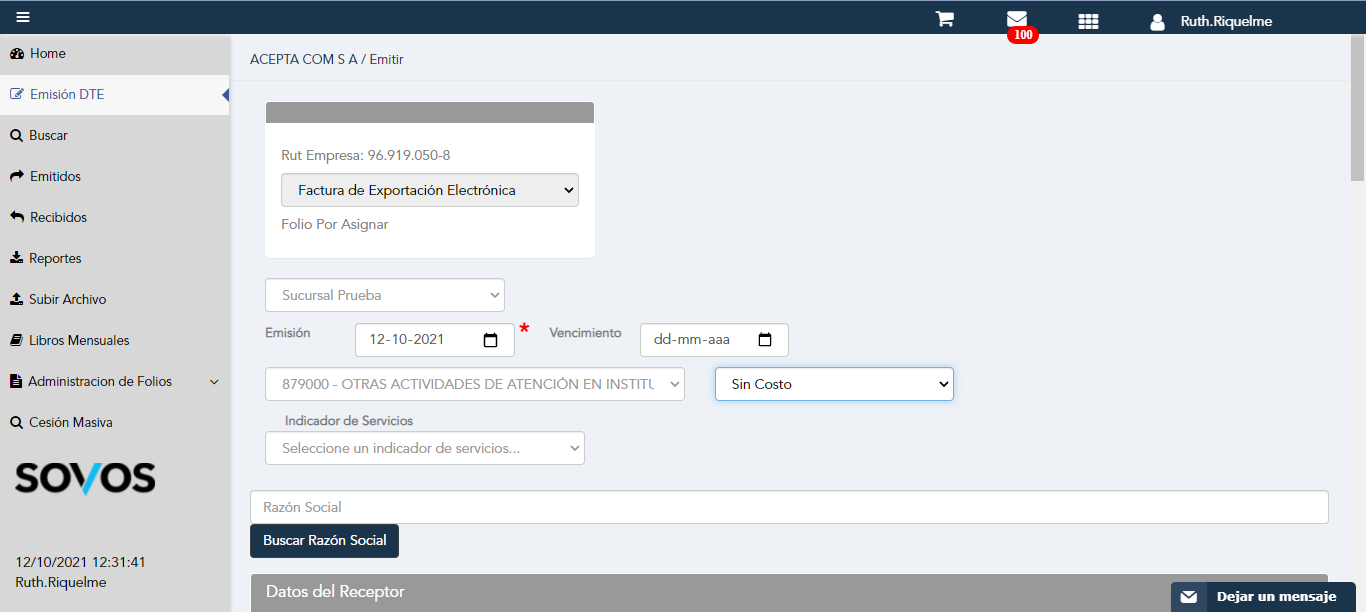 Ruth.Riquelme
100
Home
Emisión DTE
Buscar
Emitidos
Recibidos
Reportes
Subir Archivo
Libros Mensuales
Administracion de Folios
Cesión Masiva
sovos
12/10/2021 12:31:41
Ruth.Riquelme
ACEPTA COM S A / Emitir
Rut Empresa: 96.919.050-8
Factura de Exportación Electrónica
Folio Por Asignar
Sucursal Prueba
Emisión 12-10-2021 * Vencimiento dd-mm-aaa
879000 - OTRAS ACTIVIDADES DE ATENCIÓN EN INSTITU Sin Costo
Indicador de Servicios
Seleccione un indicador de servicios...
Razón Social
Buscar Razón Social
Datos del Receptor
Dejar un mensaje